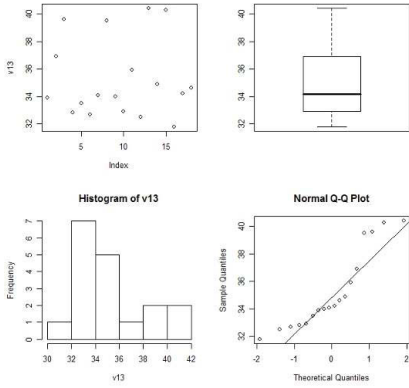 v13
32 34 36 38 40
5 10 15
Index
32 34 36 38 40
Histogram of v13
Frequency
0 1 2 3 4 5 6 7
30 32 34 36 38 40 42
v13
Normal Q-Q Plot
Sample Quantiles
32 34 36 38 40
-2 -1 0 1 2
Theoretical Quantiles